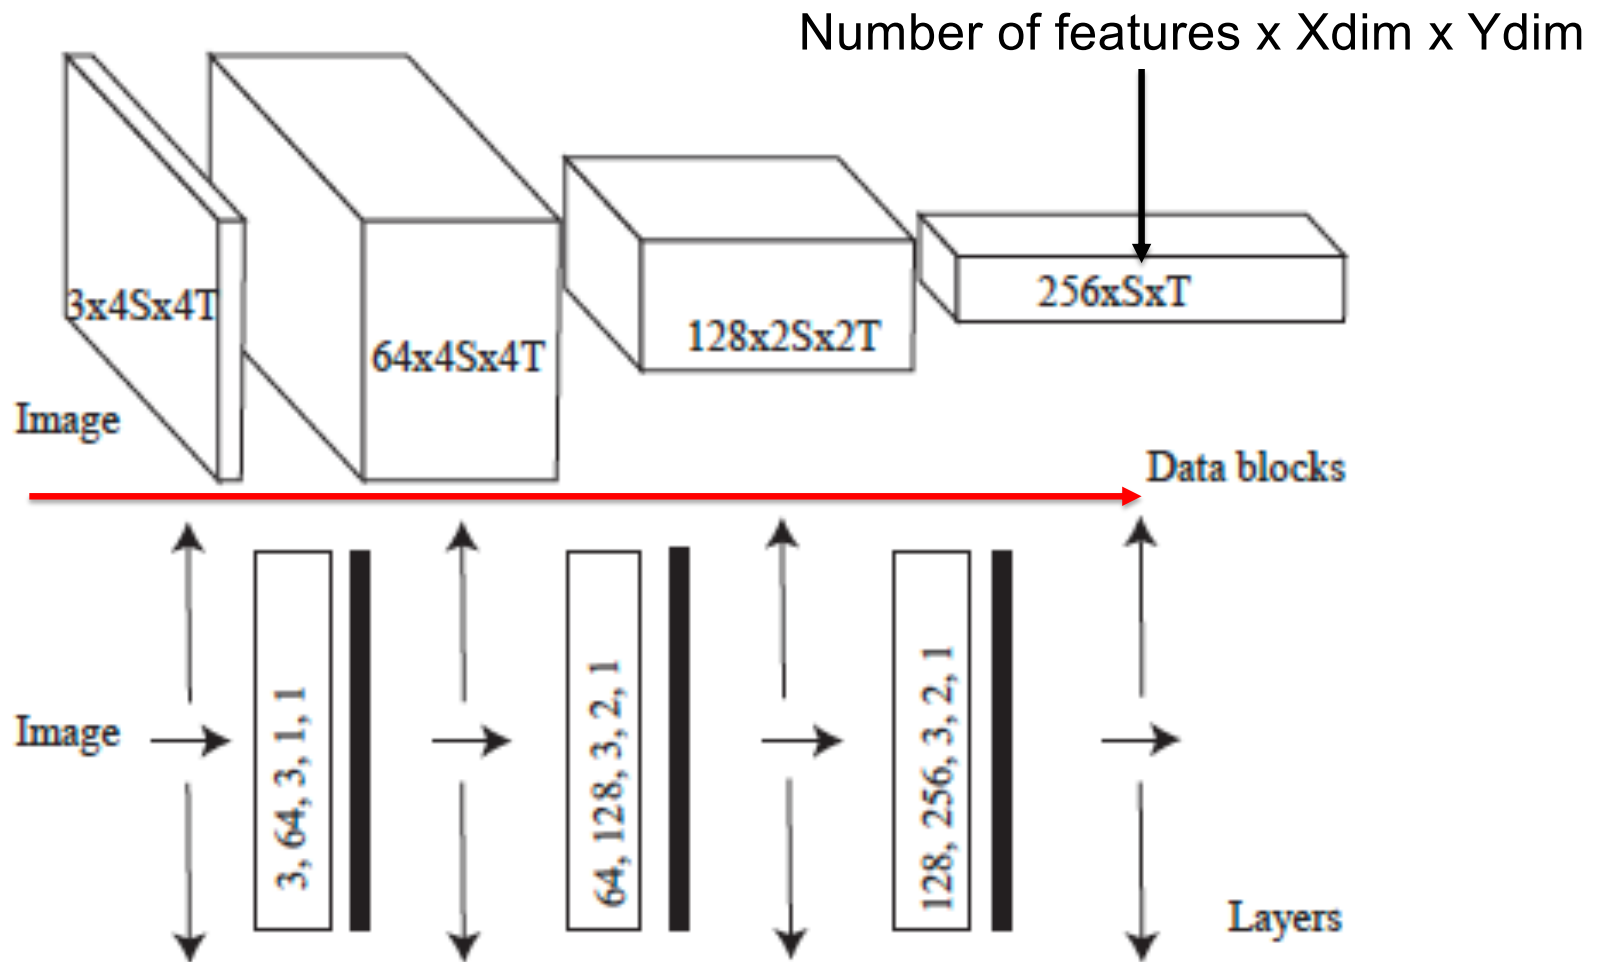 Number of features x Xdim x Ydim
3x4Sx4T
64x4Sx4T
128x2Sx2T
256xSxT
Image
Data blocks
Image
3, 64, 3, 1, 1
64, 128, 3, 2, 1
128, 256, 3, 2, 1
Layers